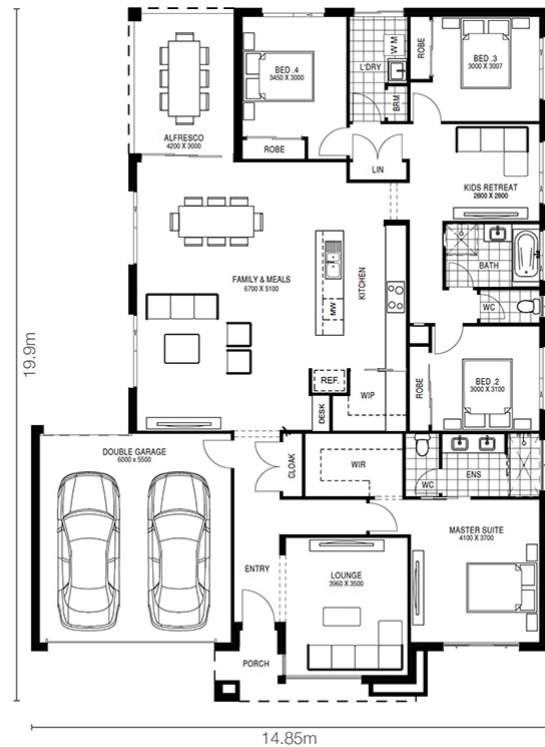 ALFRESCO
4200 X 3000
BED .4
3450 X 3000
ROBE
L'DRY
W M
BRM
ROBE
BED .3
3000 X 3007
LIN
KIDS RETREAT
2800 X 2800
FAMILY & MEALS
6700 X 5100
KITCHEN
MW
BATH
WC
REF.
WIP
DESK
ROBE
BED .2
3000 X 3100
19.9m
DOUBLE GARAGE
6000 x 5500
CLOAK
WIR
WC
ENS
MASTER SUITE
4100 X 3700
ENTRY
LOUNGE
3960 X 3500
PORCH
14.85m